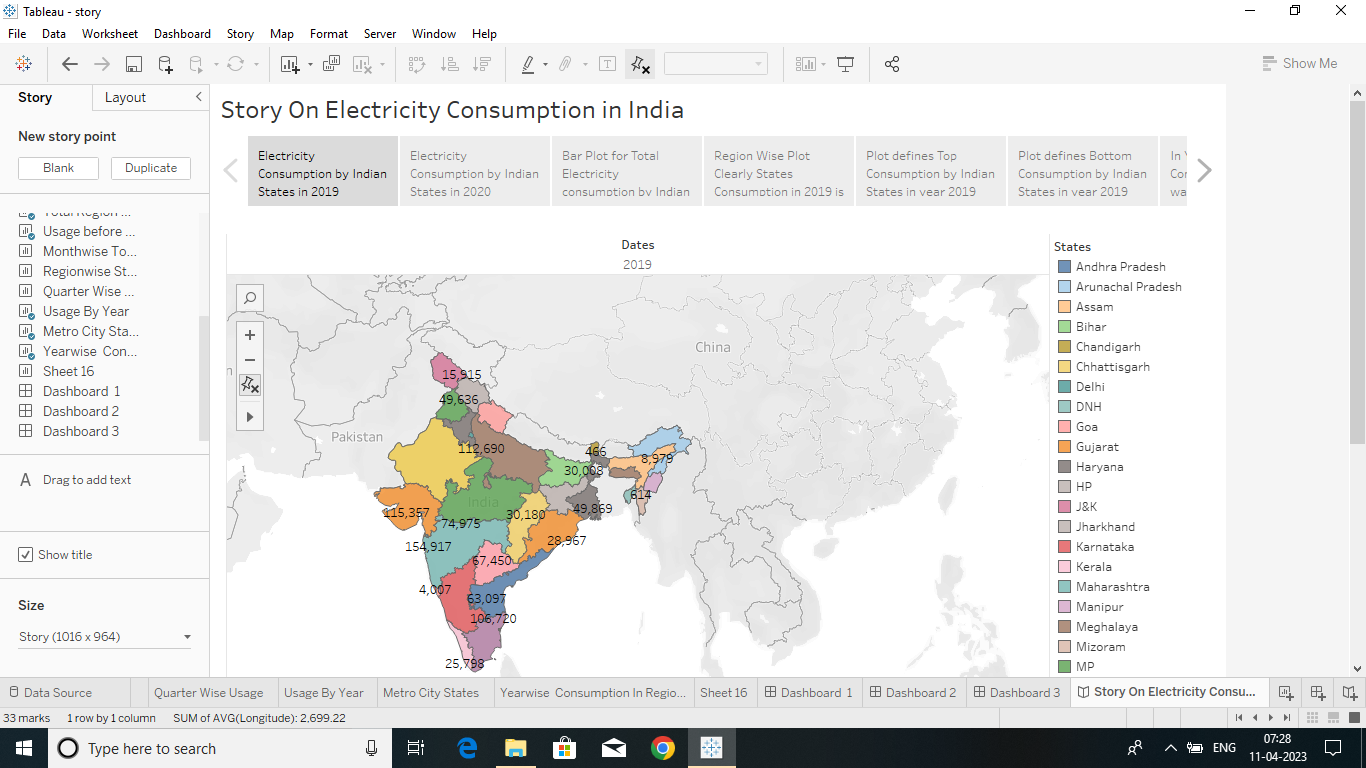 Tableau - story
File Data Worksheet Dashboard Story Map Format Server Window Help
Show Me
Story Layout
New story point
Blank Duplicate
Usage before ...
Monthwise To...
Regionwise St...
Quarter Wise ...
Usage By Year
Metro City Sta...
Yearwise Con...
Sheet 16
Dashboard 1
Dashboard 2
Dashboard 3
A Drag to add text
Show title
Size
Story (1016 x 964)
Story On Electricity Consumption in India
Electricity
Consumption by Indian
States in 2019
Electricity
Consumption by Indian
States in 2020
Bar Plot for Total
Electricity
consumption by Indian
Region Wise Plot
Clearly States
Consumption in 2019 is
Plot defines Top
Consumption by Indian
States in year 2019
Plot defines Bottom
Consumption by Indian
States in year 2019
Dates
2019
China
Pakistan
India
15,915
49,636
112,690
466
8,979
30,008
614
115,357
30,180
49,869
74,975
28,967
154,917
67,450
4,007
63,097
106,720
25,798
States
Andhra Pradesh
Arunachal Pradesh
Assam
Bihar
Chandigarh
Chhattisgarh
Delhi
DNH
Goa
Gujarat
Haryana
HP
J&K
Jharkhand
Karnataka
Kerala
Maharashtra
Manipur
Meghalaya
Mizoram
MP
Data Source Quarter Wise Usage Usage By Year Metro City States Yearwise Consumption In Regio... Sheet 16 Dashboard 1 Dashboard 2 Dashboard 3 Story On Electricity Consu...
33 marks 1 row by 1 column SUM of AVG(Longitude): 2,699.22
Type here to search
ENG
07:28
11-04-2023